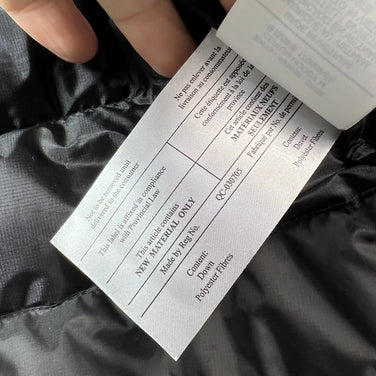 Not to be removed until
delivered to the consumer
Ne pas enlever avant la
livraison au consommateur
This label is affixed in compliance
with Provincial Law
Cette étiquette est apposée
conformément à la loi de la
province
This article contains
NEW MATERIAL ONLY
Cet article contient des
MATÉRIAUX NEUFS
SEULEMENT
Made by Reg No.
QC-030705
Fabriqué par No. de permis
Content:
Down
Polyester Fibres
Content:
Duvet
Polyester Fibres